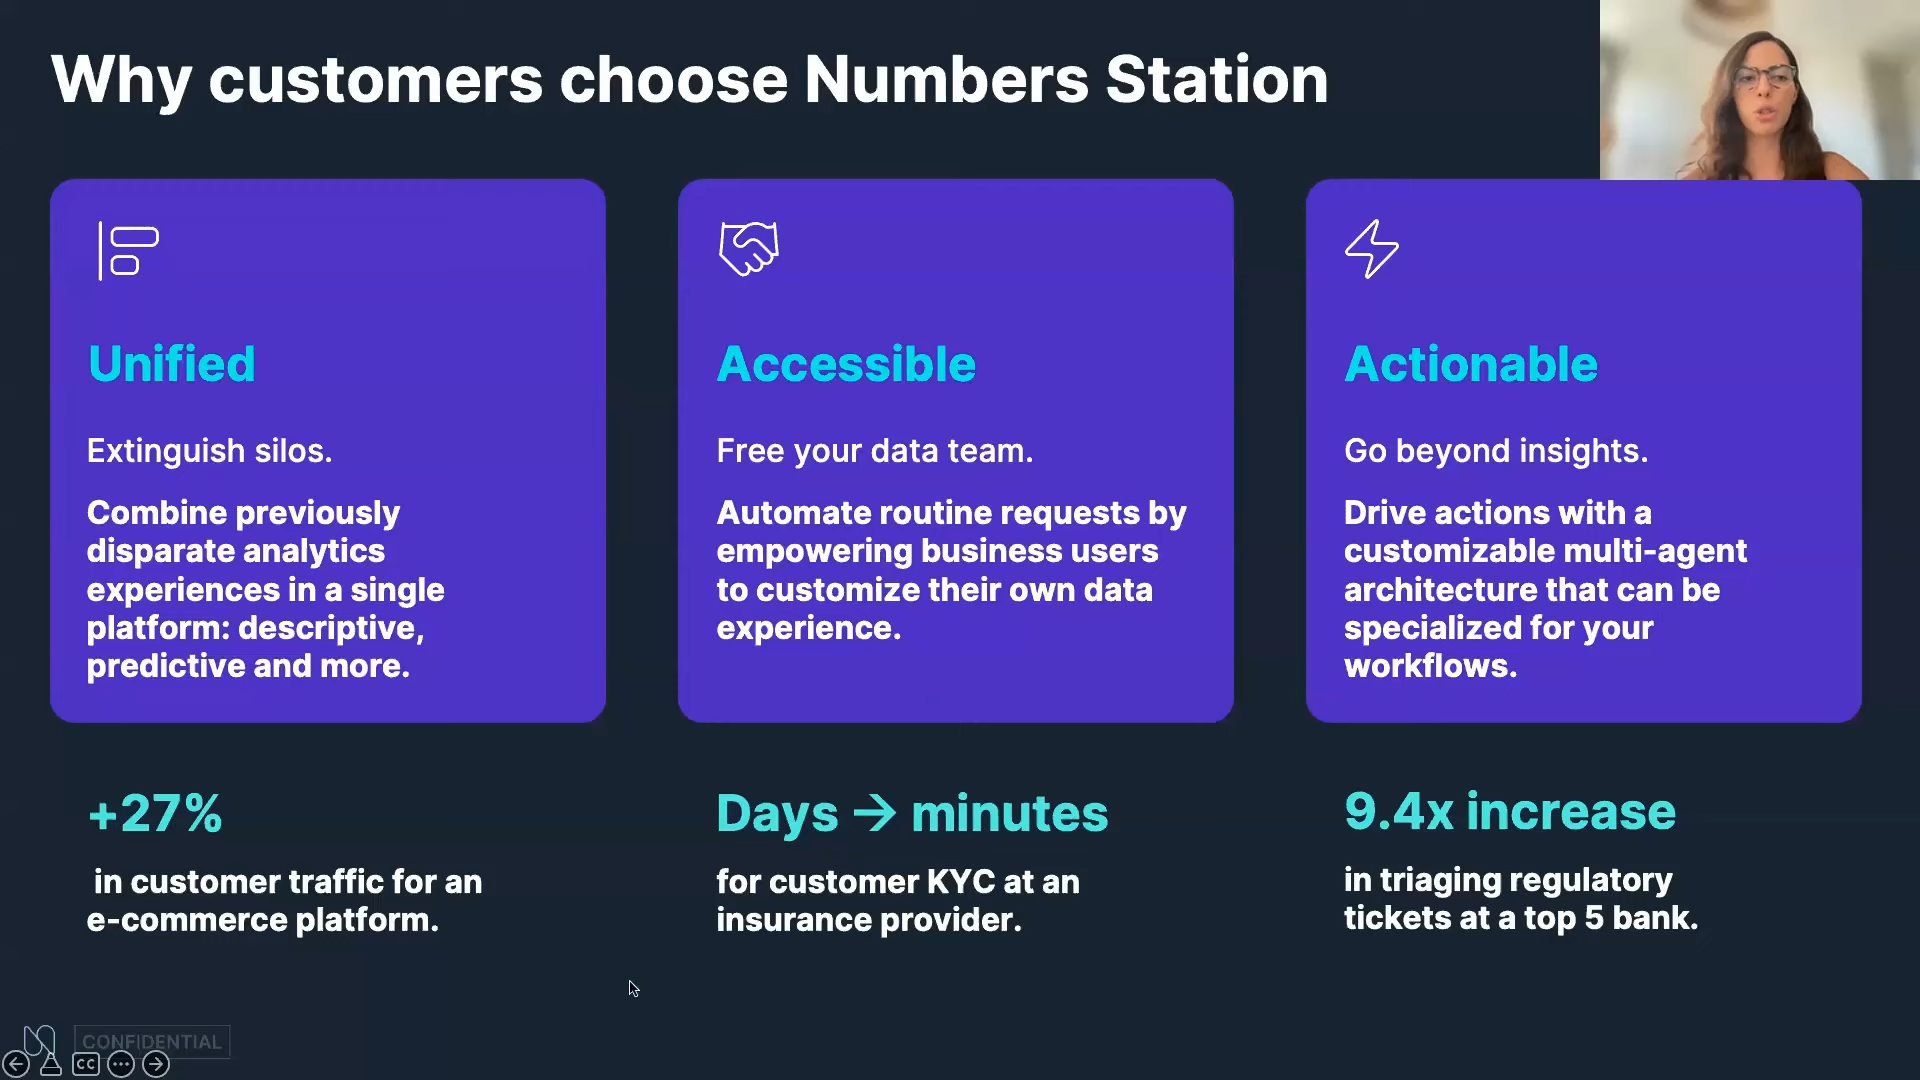 Why customers choose Numbers Station
Unified
Extinguish silos.
Combine previously
disparate analytics
experiences in a single
platform: descriptive,
predictive and more.
+27%
in customer traffic for an
e-commerce platform.
Accessible
Free your data team.
Automate routine requests by
empowering business users
to customize their own data
experience.
Days → minutes
for customer KYC at an
insurance provider.
Actionable
Go beyond insights.
Drive actions with a
customizable multi-agent
architecture that can be
specialized for your
workflows.
9.4x increase
in triaging regulatory
tickets at a top 5 bank.
CONFIDENTIAL
CC